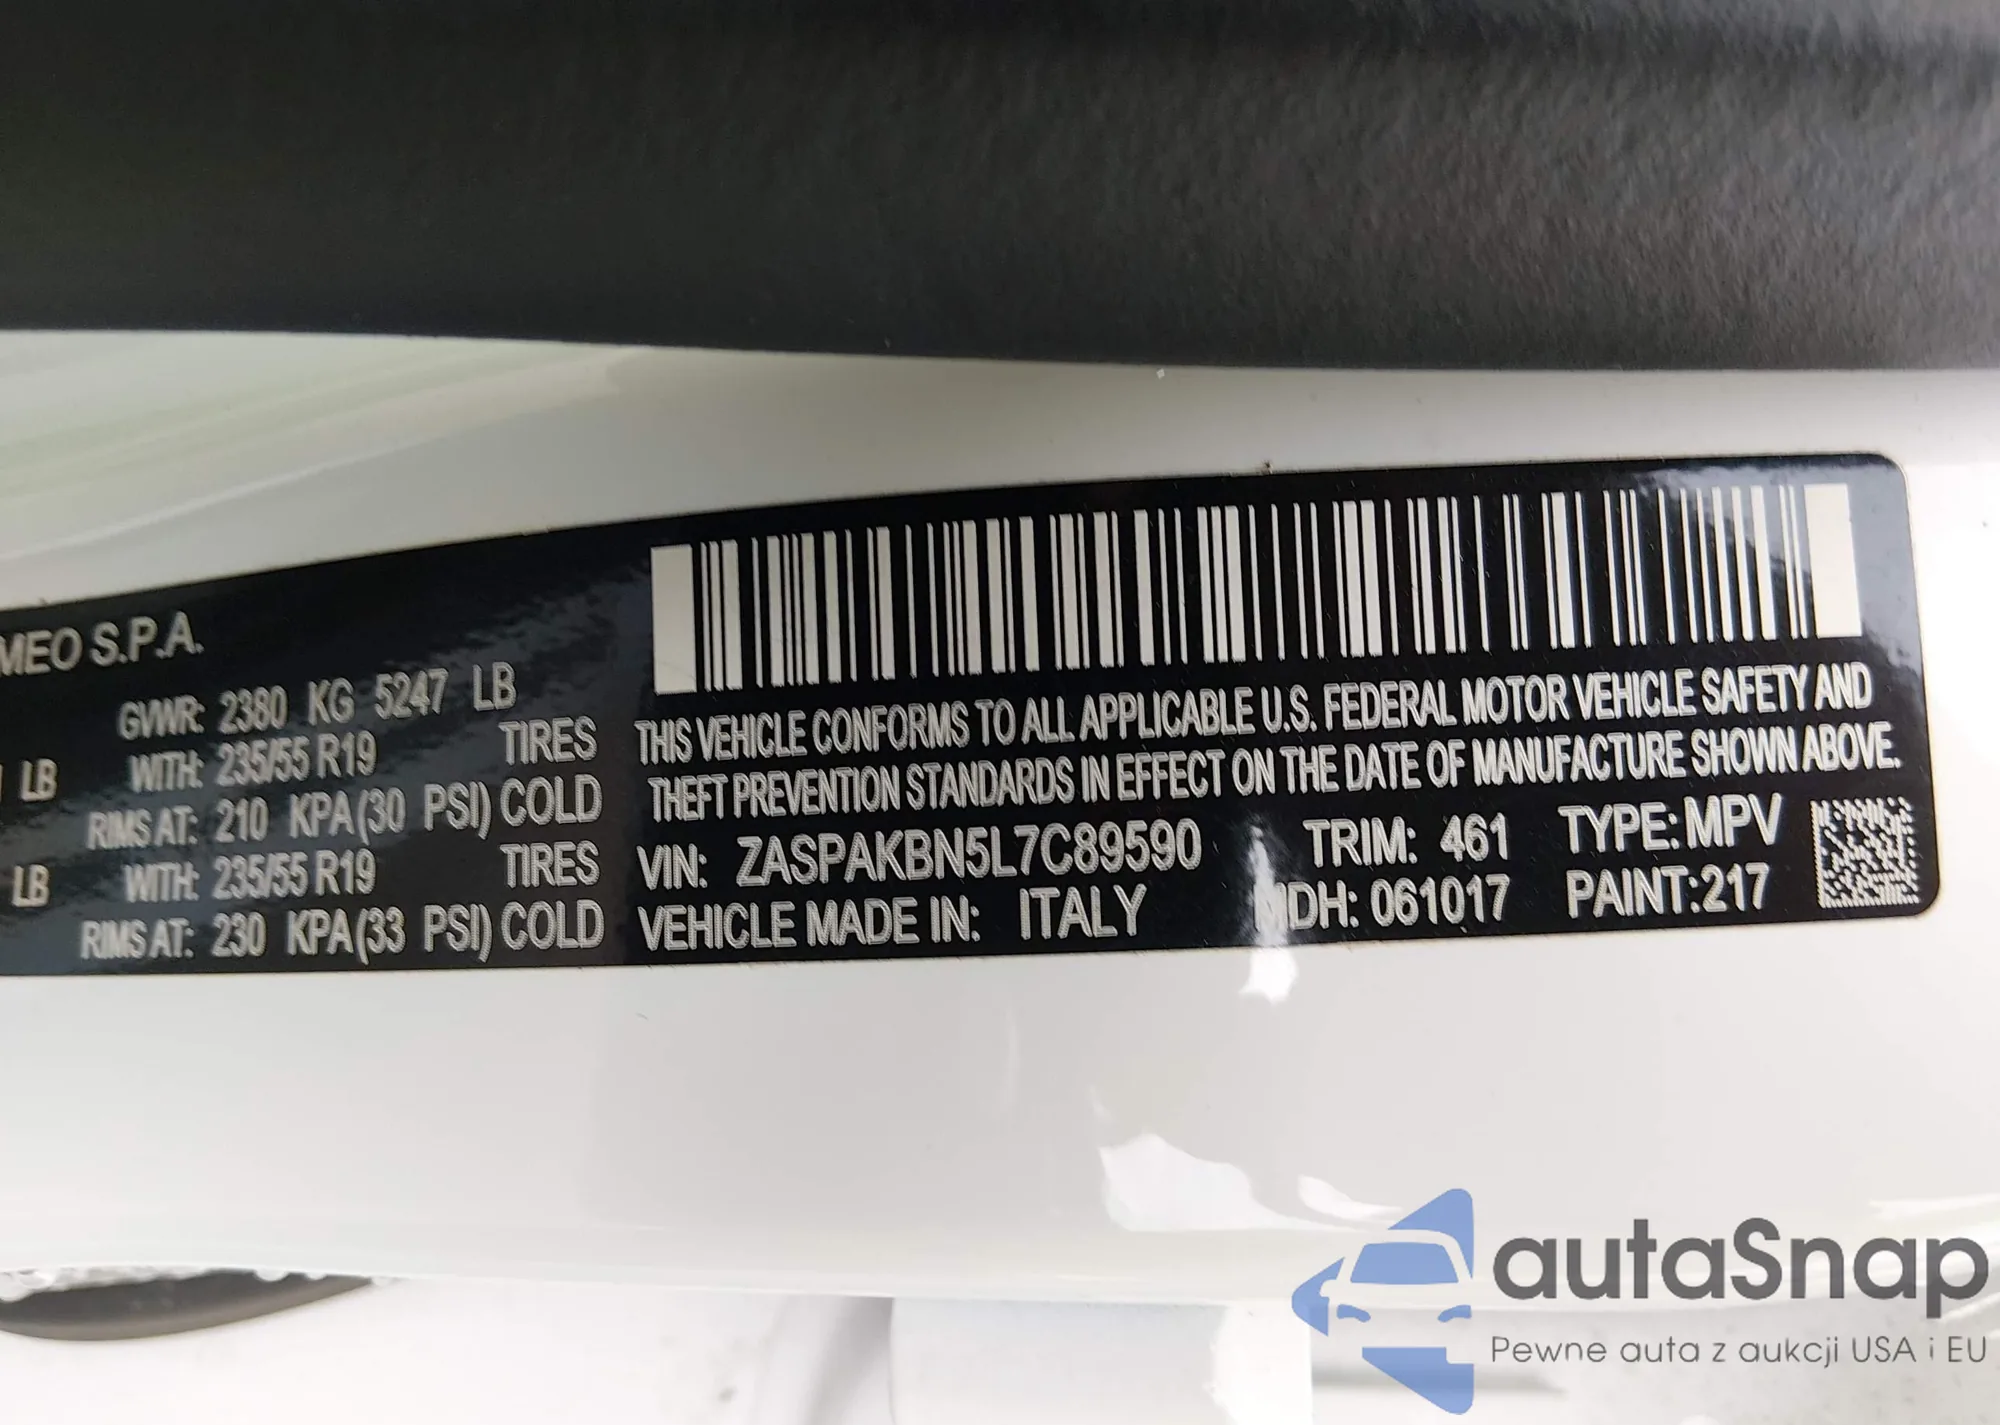 MEO S.P.A.
GVWR: 2380 KG 5247 LB
LB WITH: 235/55 R19 TIRES
RIMS AT: 210 KPA(30 PSI) COLD
LB WITH: 235/55 R19 TIRES
RIMS AT: 230 KPA(33 PSI) COLD
THIS VEHICLE CONFORMS TO ALL APPLICABLE U.S. FEDERAL MOTOR VEHICLE SAFETY AND
THEFT PREVENTION STANDARDS IN EFFECT ON THE DATE OF MANUFACTURE SHOWN ABOVE.
VIN: ZASPAKBN5L7C89590 TRIM: 461 TYPE: MPV
VEHICLE MADE IN: ITALY MDH: 061017 PAINT: 217
autaSnap
Pewne auta z aukcji USA i EU